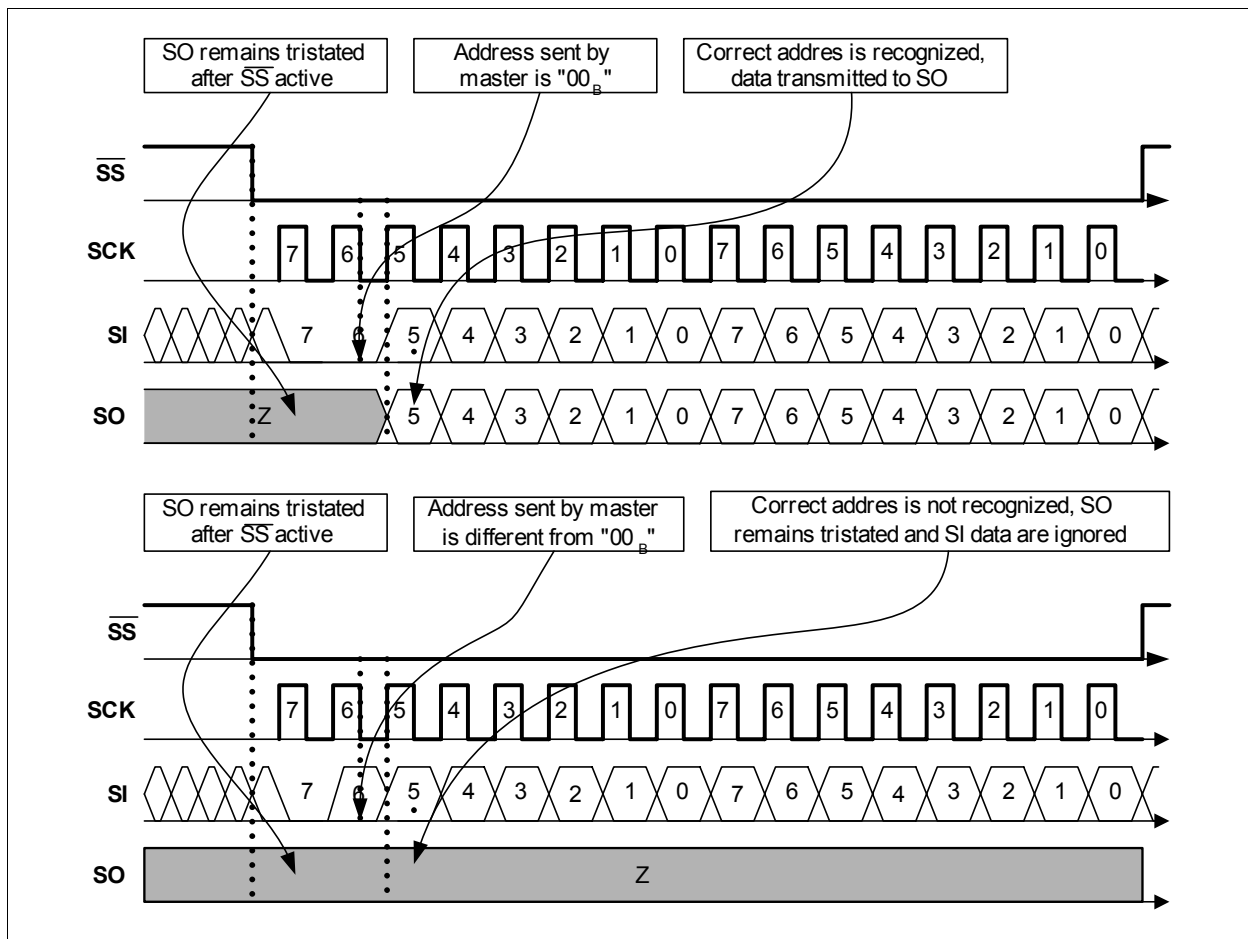 SO remains tristated
after SS active
Address sent by
master is "00B"
Correct addres is recognized,
data transmitted to SO
SS
SCK 7 6 5 4 3 2 1 0 7 6 5 4 3 2 1 0
SI 7 6 5 4 3 2 1 0 7 6 5 4 3 2 1 0
SO Z 5 4 3 2 1 0 7 6 5 4 3 2 1 0
SO remains tristated
after SS active
Address sent by master
is different from "00B"
Correct addres is not recognized, SO
remains tristated and SI data are ignored
SS
SCK 7 6 5 4 3 2 1 0 7 6 5 4 3 2 1 0
SI 7 6 5 4 3 2 1 0 7 6 5 4 3 2 1 0
SO Z